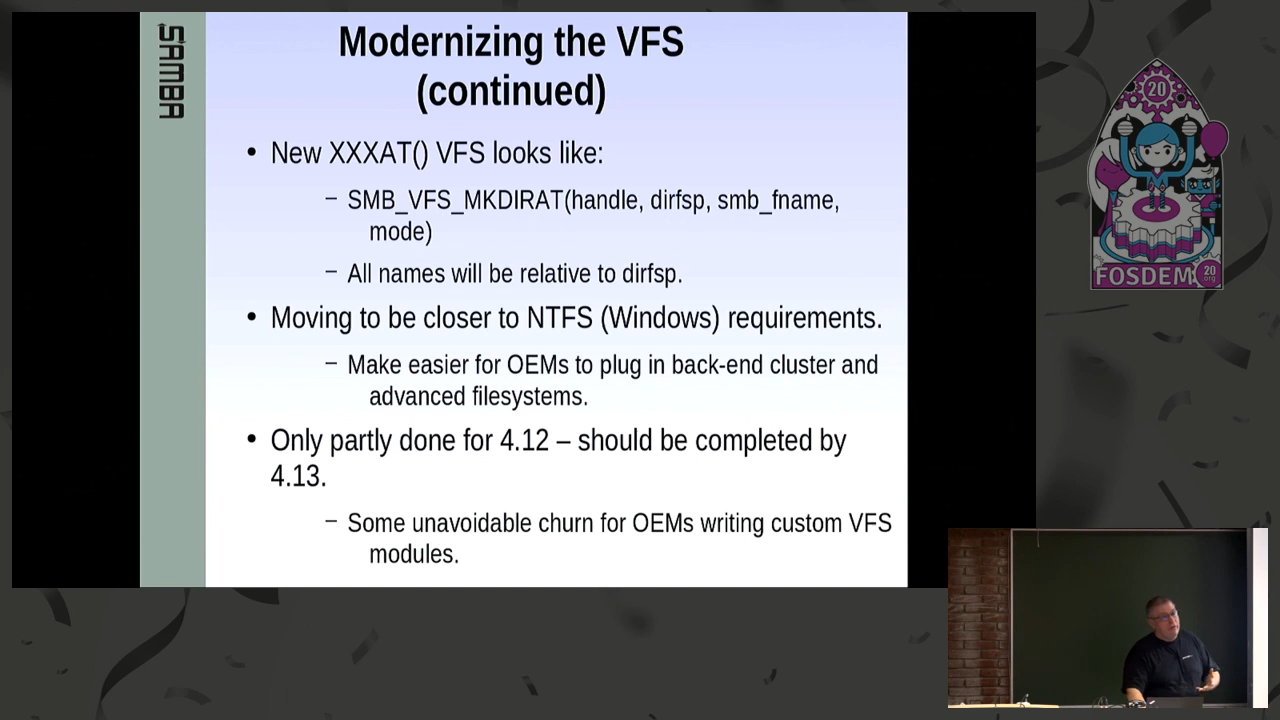 SAMBA
Modernizing the VFS
(continued)
• New XXXAT() VFS looks like:
– SMB_VFS_MKDIRAT(handle, dirfsp, smb_fname,
mode)
– All names will be relative to dirfsp.
• Moving to be closer to NTFS (Windows) requirements.
– Make easier for OEMs to plug in back-end cluster and
advanced filesystems.
• Only partly done for 4.12 – should be completed by
4.13.
– Some unavoidable churn for OEMs writing custom VFS
modules.
20
FOSDEM
20
.org